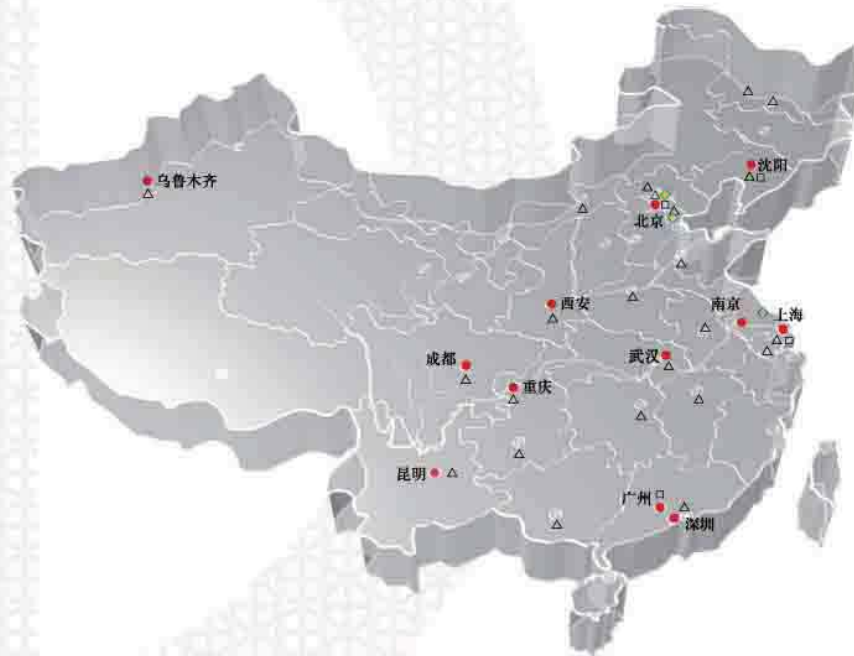 沈阳
乌鲁木齐
北京
西安
南京
上海
成都
武汉
重庆
昆明
广州
深圳